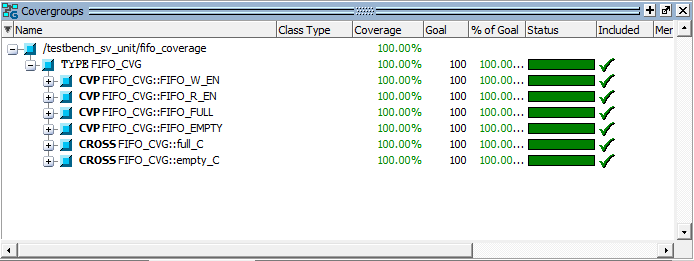 Covergroups
Name Class Type Coverage Goal % of Goal Status Included Mer
/testbench_sv_unit/fifo_coverage 100.00%
TYPE FIFO_CVG 100.00% 100 100.00...
CVP FIFO_CVG::FIFO_W_EN 100.00% 100 100.00...
CVP FIFO_CVG::FIFO_R_EN 100.00% 100 100.00...
CVP FIFO_CVG::FIFO_FULL 100.00% 100 100.00...
CVP FIFO_CVG::FIFO_EMPTY 100.00% 100 100.00...
CROSS FIFO_CVG::full_C 100.00% 100 100.00...
CROSS FIFO_CVG::empty_C 100.00% 100 100.00...